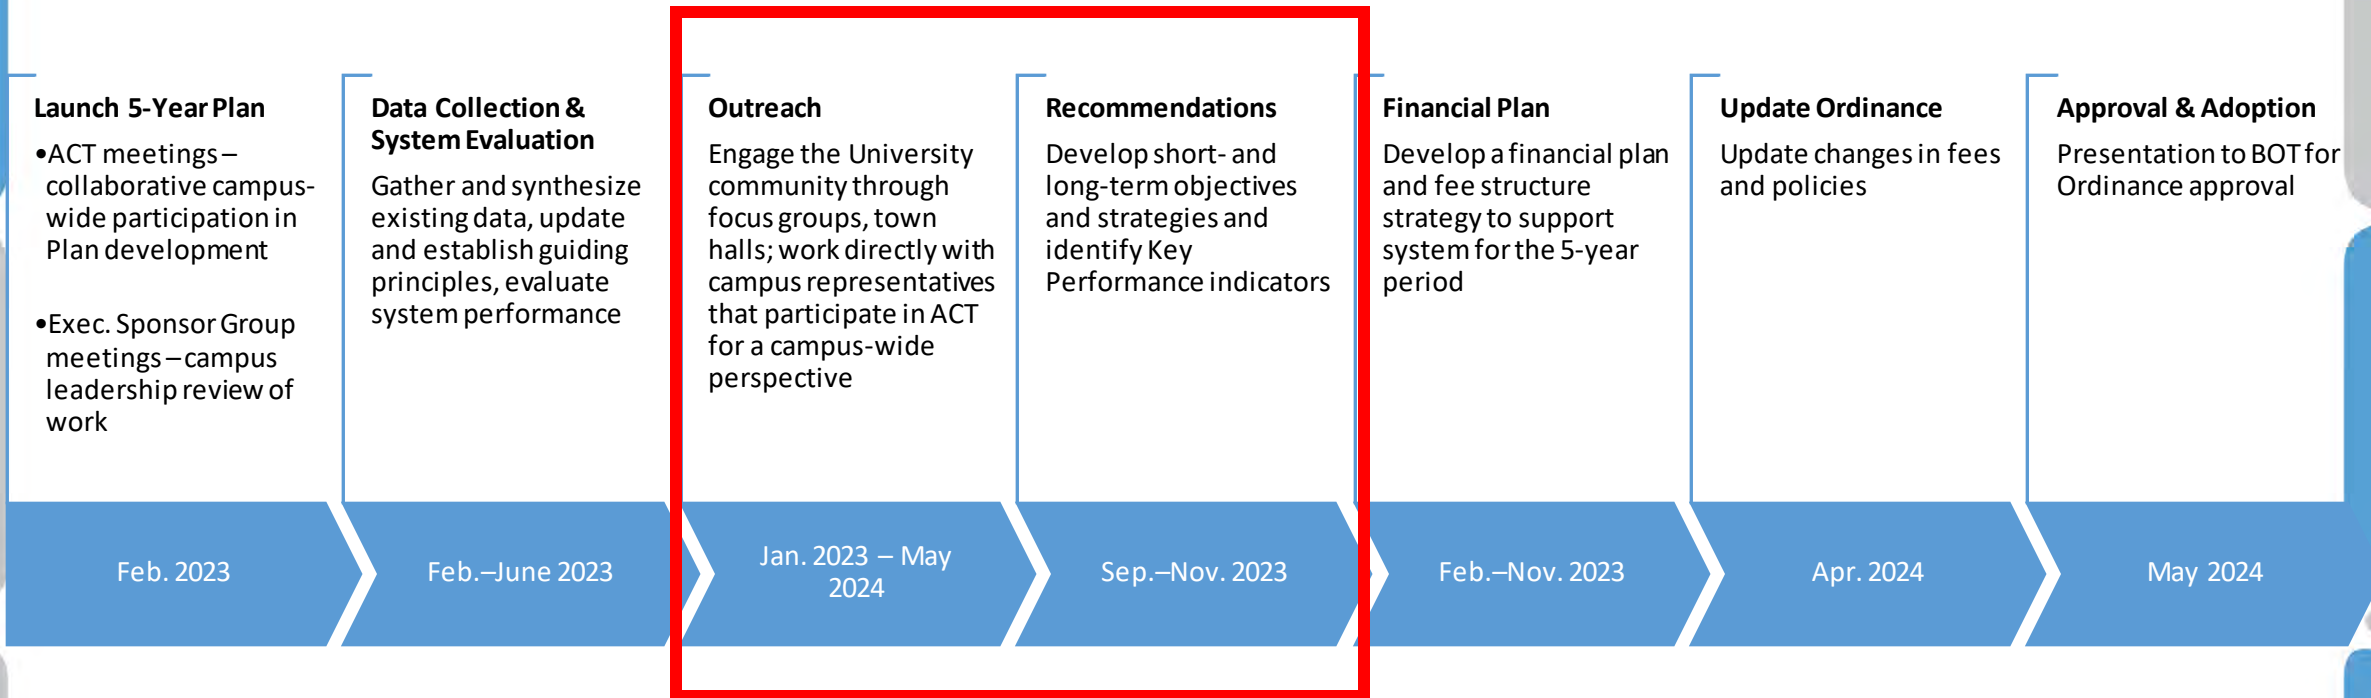 Launch 5-Year Plan
•ACT meetings –
collaborative campus-
wide participation in
Plan development
•Exec. Sponsor Group
meetings – campus
leadership review of
work
Feb. 2023
Data Collection &
System Evaluation
Gather and synthesize
existing data, update
and establish guiding
principles, evaluate
system performance
Feb.–June 2023
Outreach
Engage the University
community through
focus groups, town
halls; work directly with
campus representatives
that participate in ACT
for a campus-wide
perspective
Jan. 2023 – May
2024
Recommendations
Develop short- and
long-term objectives
and strategies and
identify Key
Performance indicators
Sep.–Nov. 2023
Financial Plan
Develop a financial plan
and fee structure
strategy to support
system for the 5-year
period
Feb.–Nov. 2023
Update Ordinance
Update changes in fees
and policies
Apr. 2024
Approval & Adoption
Presentation to BOT for
Ordinance approval
May 2024